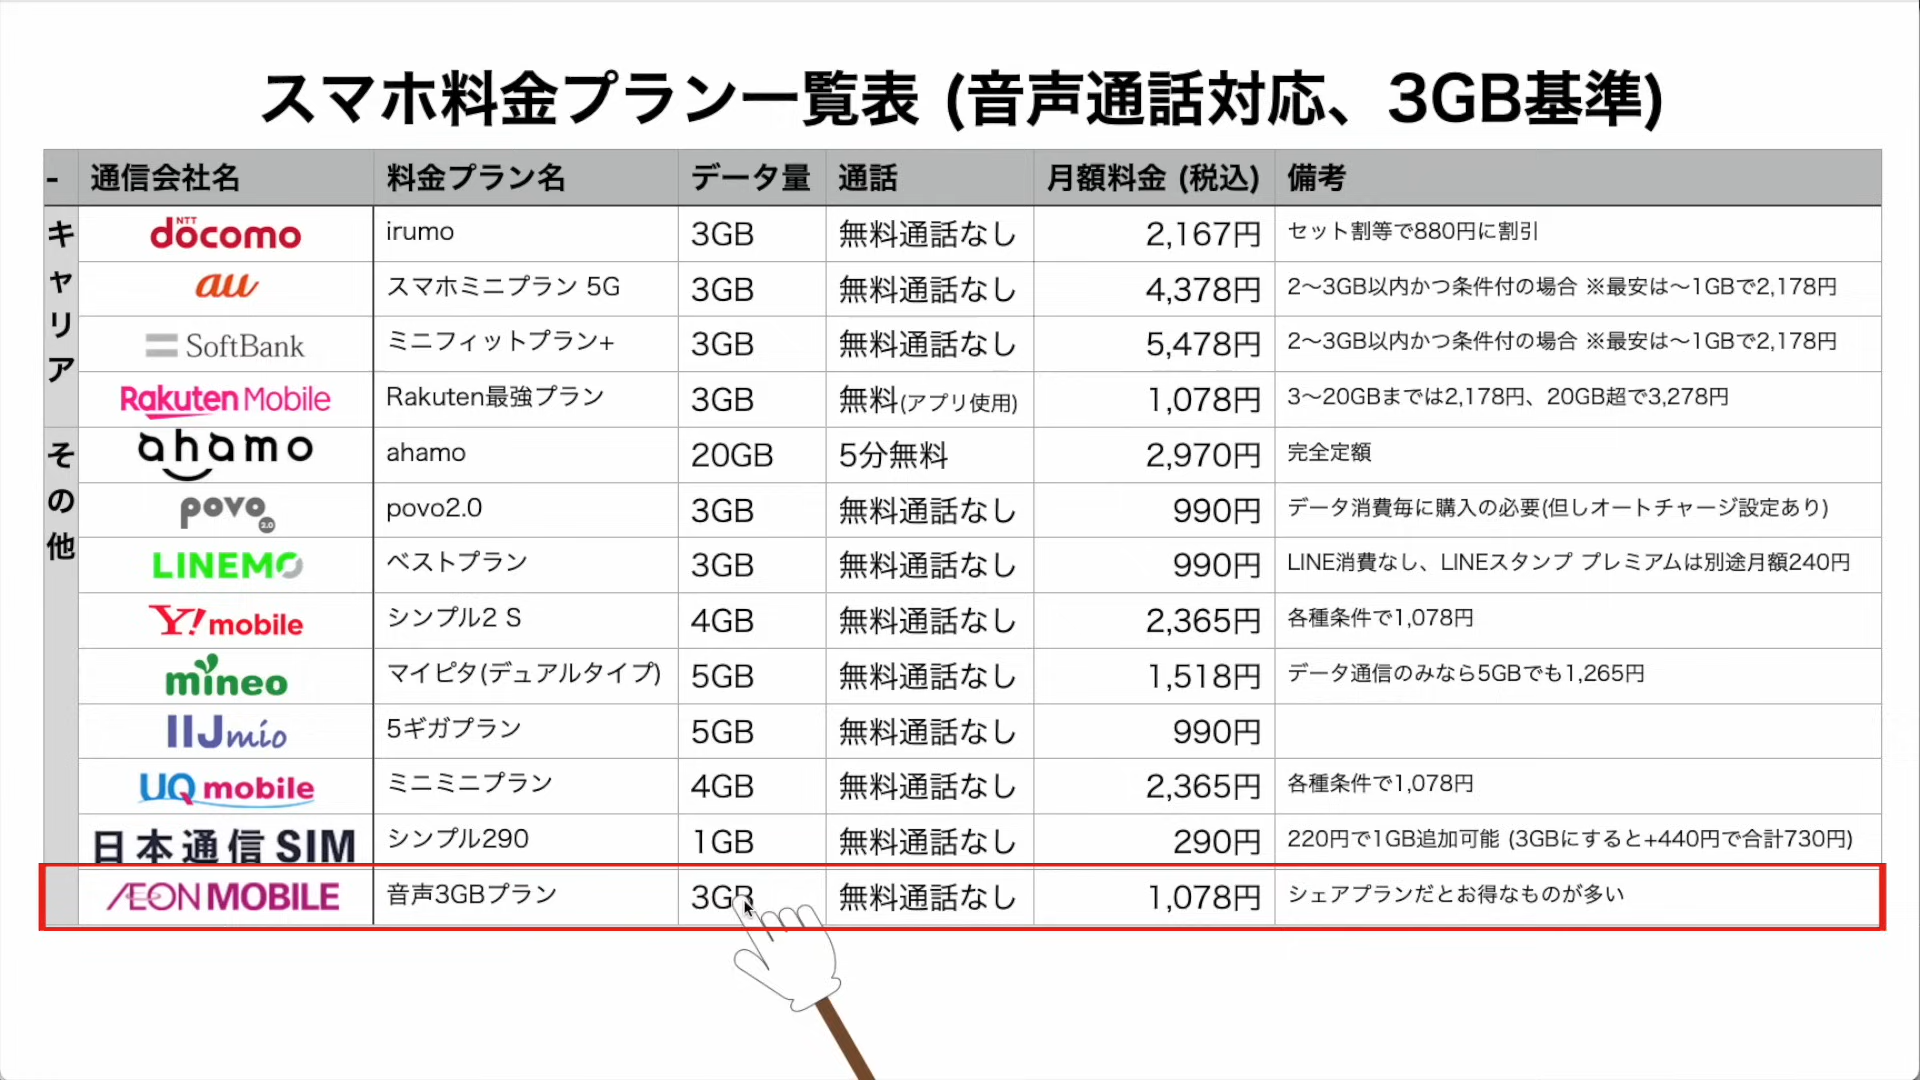 スマホ料金プラン一覧表 (音声通話対応、3GB基準)
- 通信会社名 料金プラン名 データ量 通話 月額料金 (税込) 備考
キャリア
NTT docomo irumo 3GB 無料通話なし 2,167円 セット割等で880円に割引
au スマホミニプラン 5G 3GB 無料通話なし 4,378円 2〜3GB以内かつ条件付の場合 ※最安は〜1GBで2,178円
SoftBank ミニフィットプラン+ 3GB 無料通話なし 5,478円 2〜3GB以内かつ条件付の場合 ※最安は〜1GBで2,178円
Rakuten Mobile Rakuten最強プラン 3GB 無料(アプリ使用) 1,078円 3〜20GBまでは2,178円、20GB超で3,278円
その他
ahamo ahamo 20GB 5分無料 2,970円 完全定額
povo2.0 povo2.0 3GB 無料通話なし 990円 データ消費毎に購入の必要(但しオートチャージ設定あり)
LINEMO ベストプラン 3GB 無料通話なし 990円 LINE消費なし、LINEスタンプ プレミアムは別途月額240円
Y!mobile シンプル2 S 4GB 無料通話なし 2,365円 各種条件で1,078円
mineo マイピタ(デュアルタイプ) 5GB 無料通話なし 1,518円 データ通信のみなら5GBでも1,265円
IIJmio 5ギガプラン 5GB 無料通話なし 990円
UQ mobile ミニミニプラン 4GB 無料通話なし 2,365円 各種条件で1,078円
日本通信SIM シンプル290 1GB 無料通話なし 290円 220円で1GB追加可能 (3GBにすると+440円で合計730円)
ÆON MOBILE 音声3GBプラン 3GB 無料通話なし 1,078円 シェアプランだとお得なものが多い